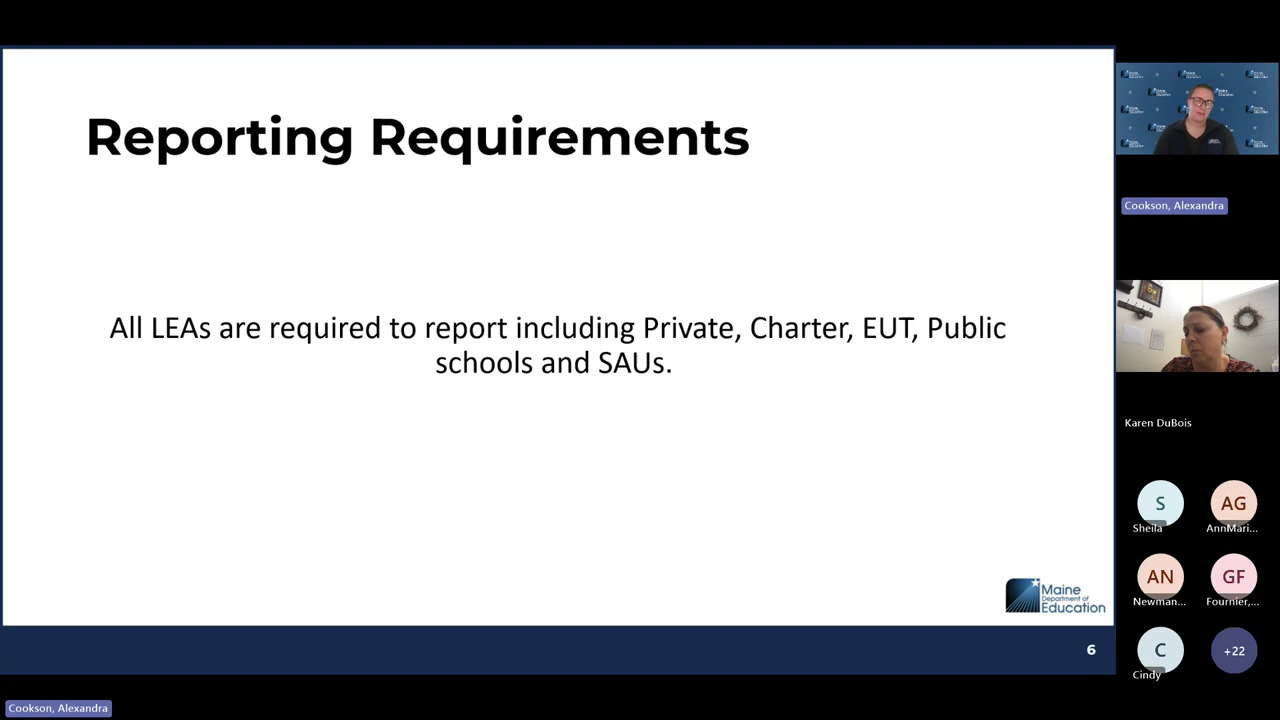 Reporting Requirements
All LEAs are required to report including Private, Charter, EUT, Public
schools and SAUs.
Maine
Department of
Education
6
Cookson, Alexandra
Cookson, Alexandra
Karen DuBois
S
AG
Sheila
AnnMari...
AN
GF
Newman...
Fournier,...
C
+22
Cindy